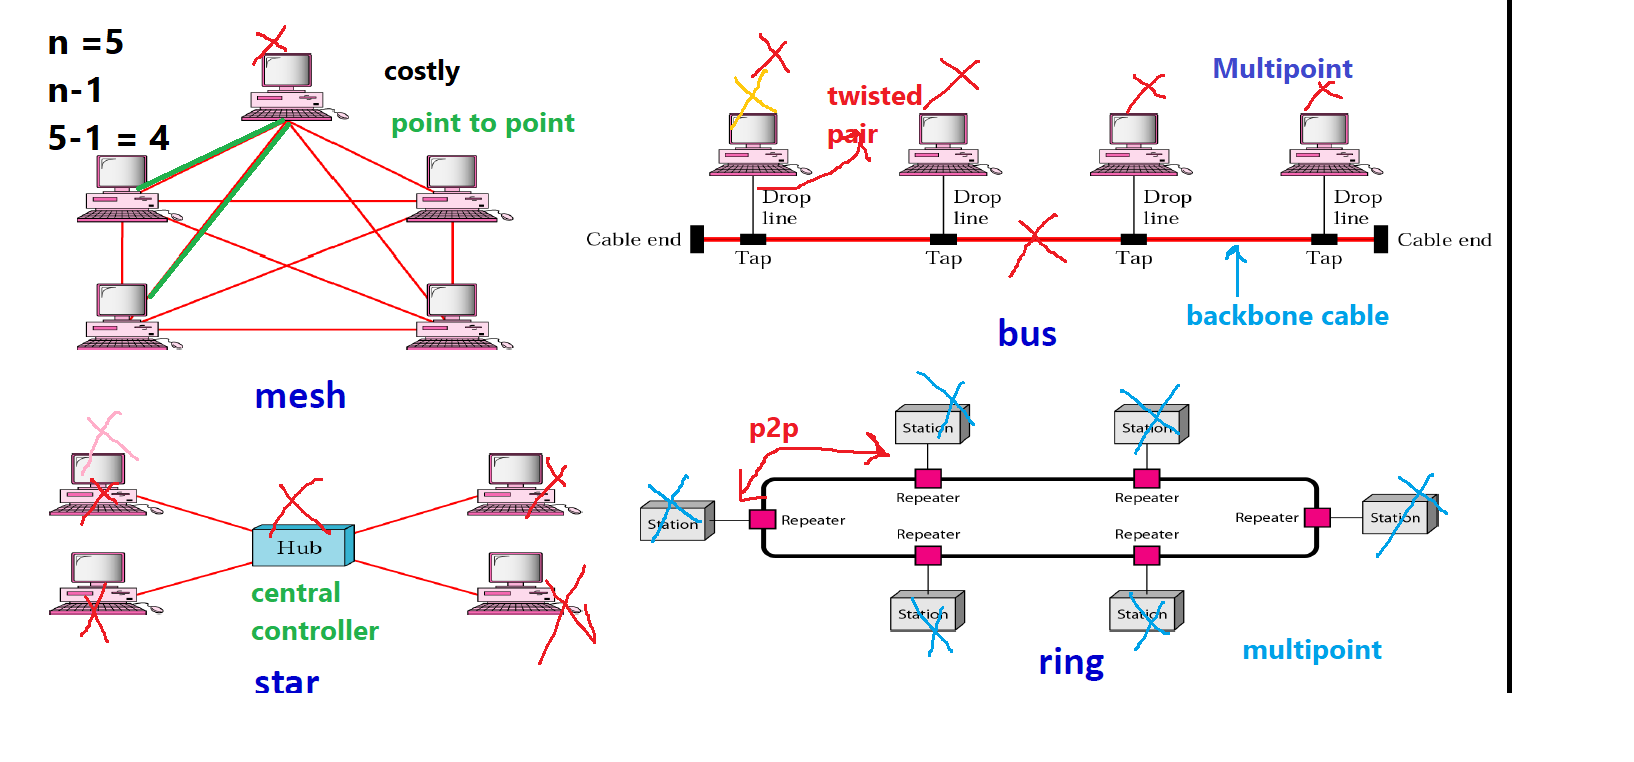 n =5
n-1
5-1 = 4
costly
point to point
mesh
twisted
pair
Multipoint
Drop
line
Drop
line
Drop
line
Drop
line
Cable end
Tap
Tap
Tap
Tap
Cable end
backbone cable
bus
Hub
central
controller
star
p2p
Station
Station
Station
Repeater
Repeater
Repeater
Repeater
Station
Repeater
Repeater
Station
Station
ring
multipoint